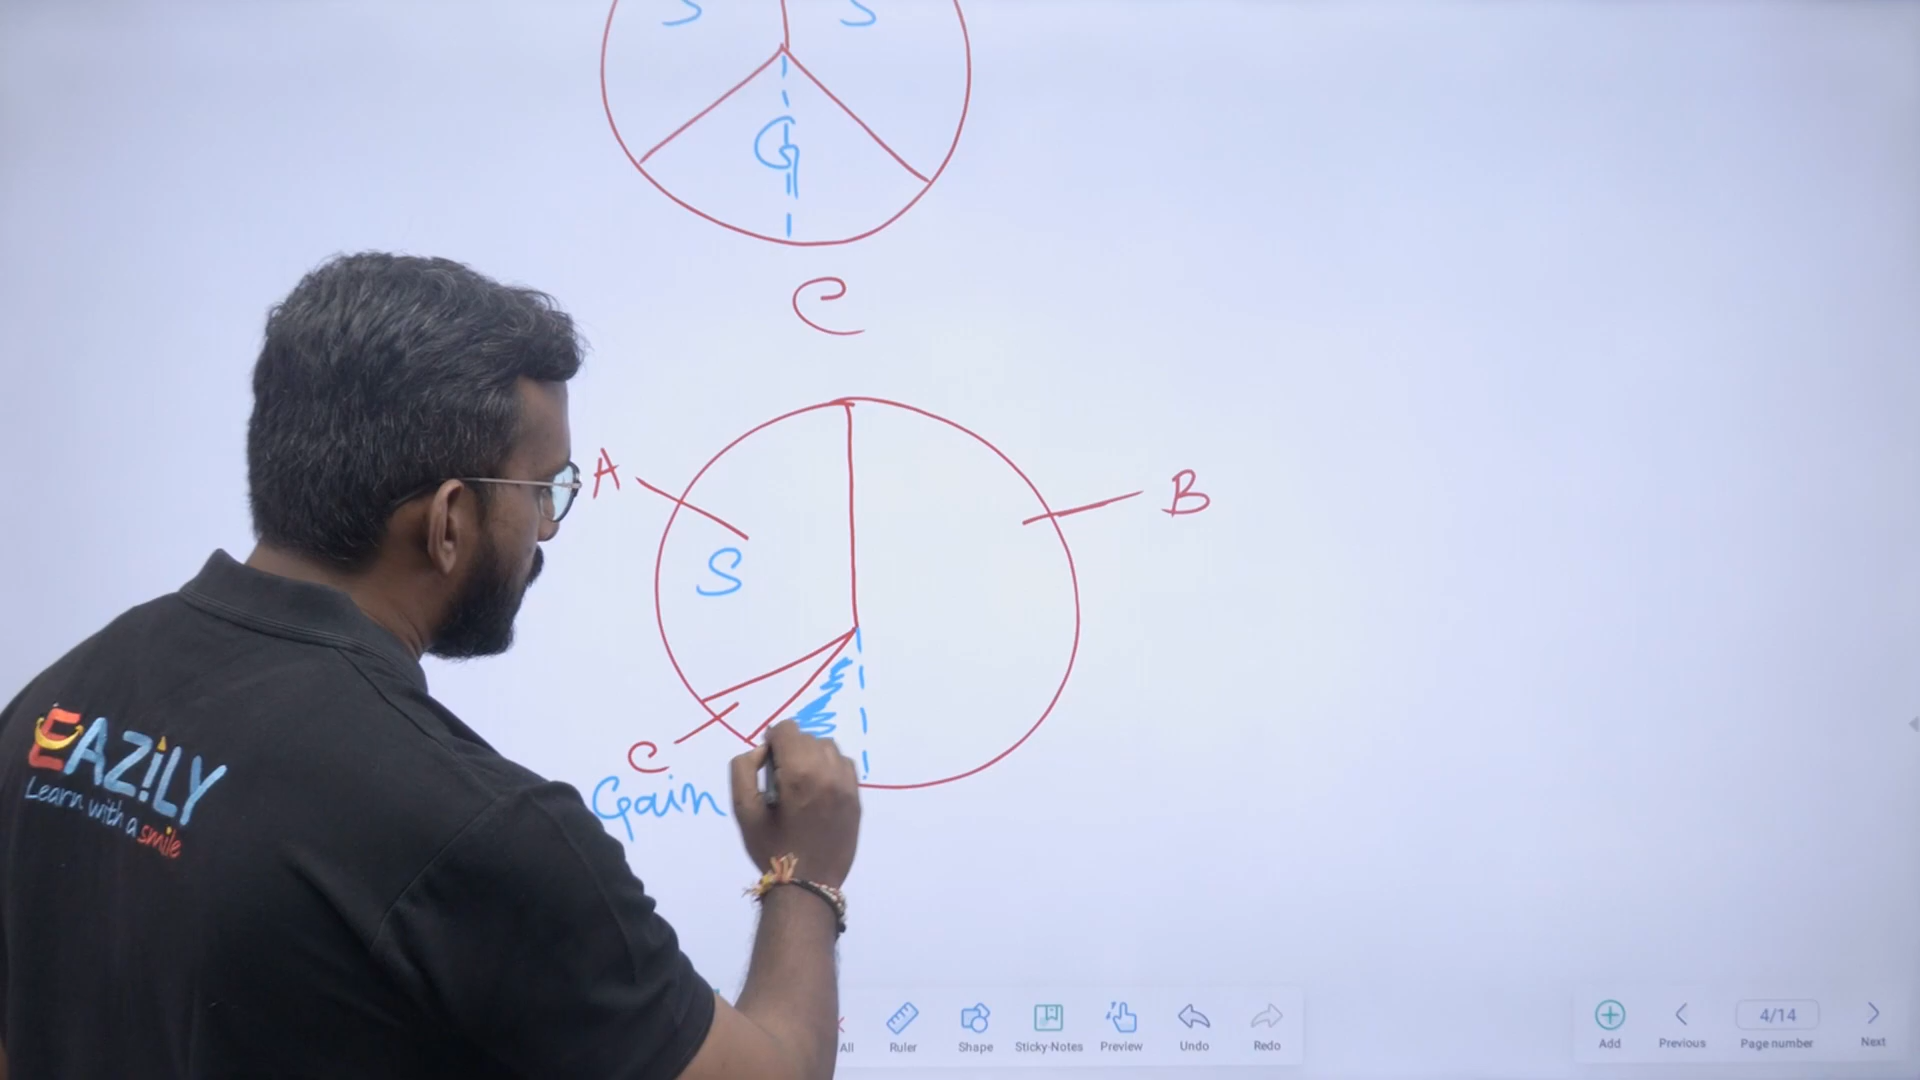 S S
G
C
A
B
S
C
Gain
EAZiLY
Learn with a smile
All Ruler Shape Sticky-Notes Preview Undo Redo
Add Previous 4/14 Page number Next